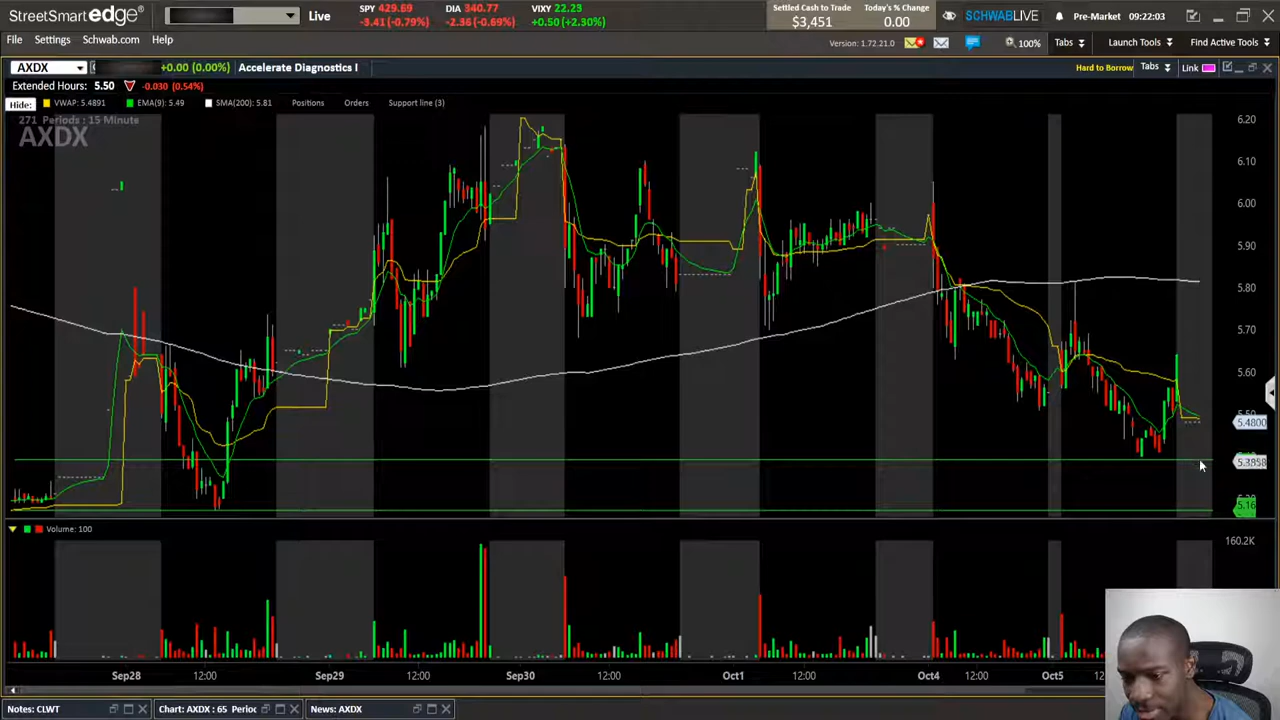 StreetSmart edge® Live SPY 429.69 DIA 340.77 VIXY 22.23 Settled Cash to Trade Today's % Change SCHWABLIVE Pre-Market 09:22:03
-3.41 (-0.79%) -2.36 (-0.69%) +0.50 (+2.30%) $3,451 0.00
File Settings Schwab.com Help Version: 1.72.21.0 100% Tabs Launch Tools Find Active Tools
AXDX +0.00 (0.00%) Accelerate Diagnostics I Hard to Borrow Tabs Link
Extended Hours: 5.50 -0.030 (0.54%)
Hide: VWAP: 5.4891 EMA(9): 5.49 SMA(200): 5.81 Positions Orders Support line (3)
271 Periods : 15 Minute
AXDX
6.20
6.10
6.00
5.90
5.80
5.70
5.60
5.4800
5.3898
5.16
Volume: 100
160.2K
Sep28 12:00 Sep29 12:00 Sep30 12:00 Oct1 12:00 Oct4 12:00 Oct5
Notes: CLWT Chart: AXDX : 65 Perioc News: AXDX